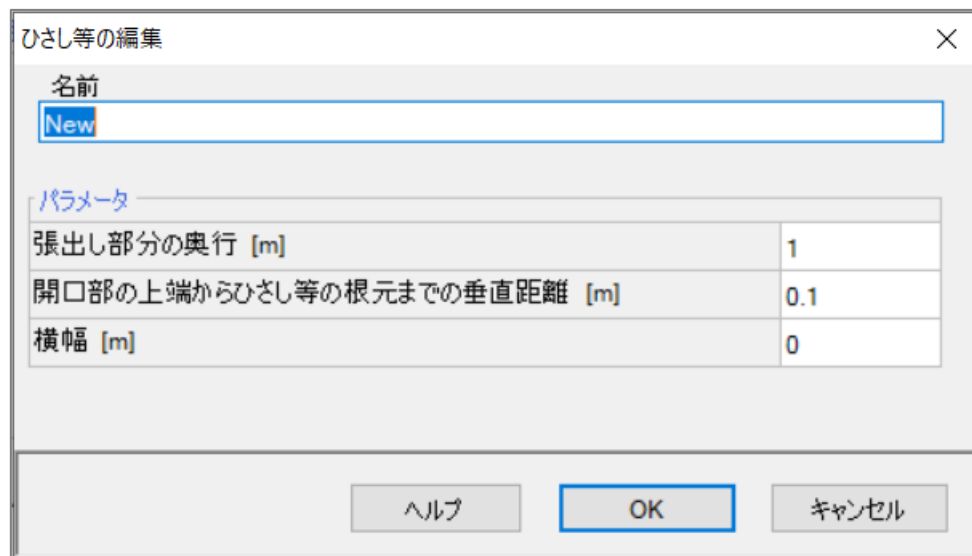 ひさし等の編集
名前
New
パラメータ
張出し部分の奥行 [m] 1
開口部の上端からひさし等の根元までの垂直距離 [m] 0.1
横幅 [m] 0
ヘルプ OK キャンセル